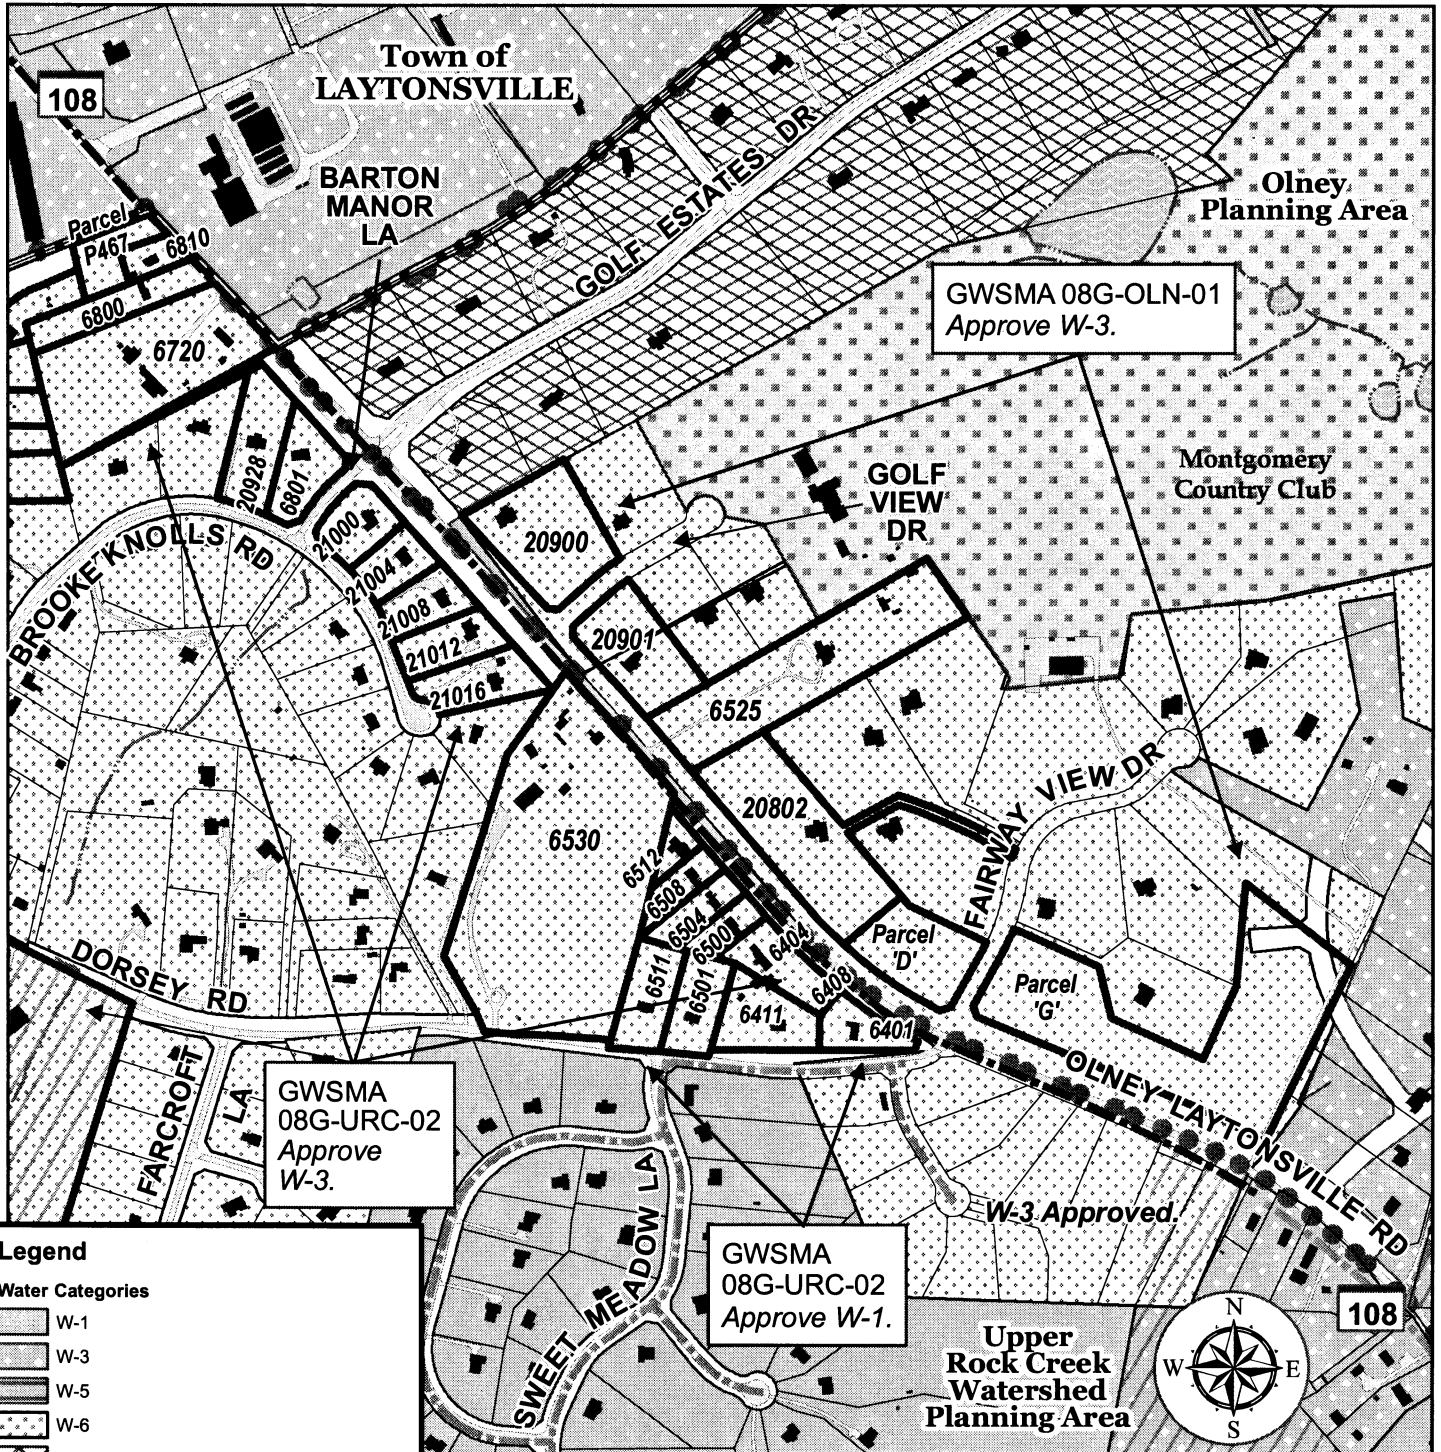 Town of
LAYTONSVILLE
108
BARTON
MANOR
LA
Parcel
P467
6810
6800
6720
GOLF ESTATES DR
Olney
Planning Area
GWSMA 08G-OLN-01
Approve W-3.
20928
6801
21000
21004
21008
21012
21016
BROOKE KNOLLS RD
20900
20901
GOLF
VIEW
DR
Montgomery
Country Club
6525
20802
6530
6512
6508
6504
6500
6404
6408
6511
6501
6411
6401
FAIRWAY VIEW DR
Parcel
'D'
Parcel
'G'
DORSEY RD
FARCROFT
LA
GWSMA
08G-URC-02
Approve
W-3.
OLNEY-LAYTONSVILLE RD
W-3 Approved.
SWEET MEADOW LA
GWSMA
08G-URC-02
Approve W-1.
Upper
Rock Creek
Watershed
Planning Area
N
W
E
S
108
Legend
Water Categories
W-1
W-3
W-5
W-6